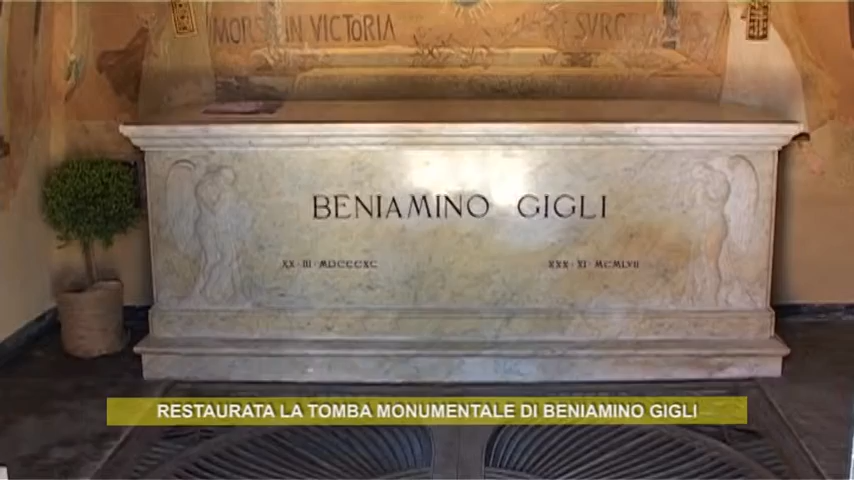 MORS IN VICTORIA
BENIAMINO GIGLI
XX · III · MDCCCXC
XXX · XI · MCMLVII
RESTAURATA LA TOMBA MONUMENTALE DI BENIAMINO GIGLI